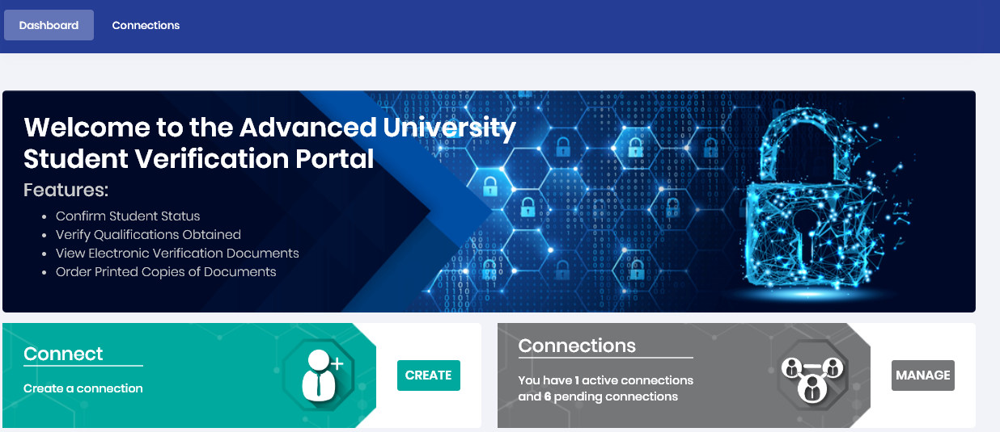 Dashboard
Connections
Welcome to the Advanced University
Student Verification Portal
Features:
• Confirm Student Status
• Verify Qualifications Obtained
• View Electronic Verification Documents
• Order Printed Copies of Documents
Connect
Create a connection
CREATE
Connections
You have 1 active connections
and 6 pending connections
MANAGE